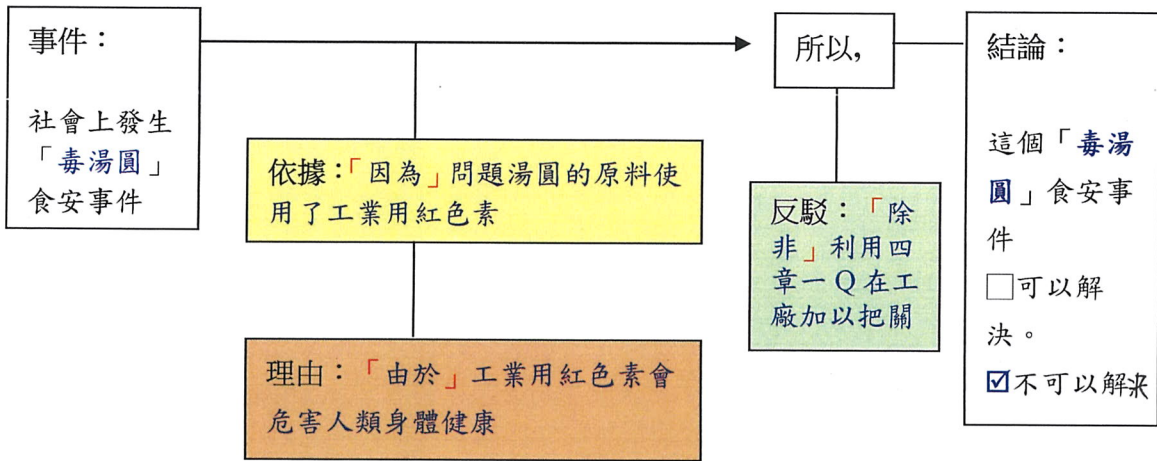 事件：
社會上發生
「毒湯圓」
食安事件
依據：「因為」問題湯圓的原料使
用了工業用紅色素
理由：「由於」工業用紅色素會
危害人類身體健康
所以,
反駁：「除
非」利用四
章一 Q 在工
廠加以把關
結論：
這個「毒湯
圓」食安事
件
□可以解
決。
☑不可以解决